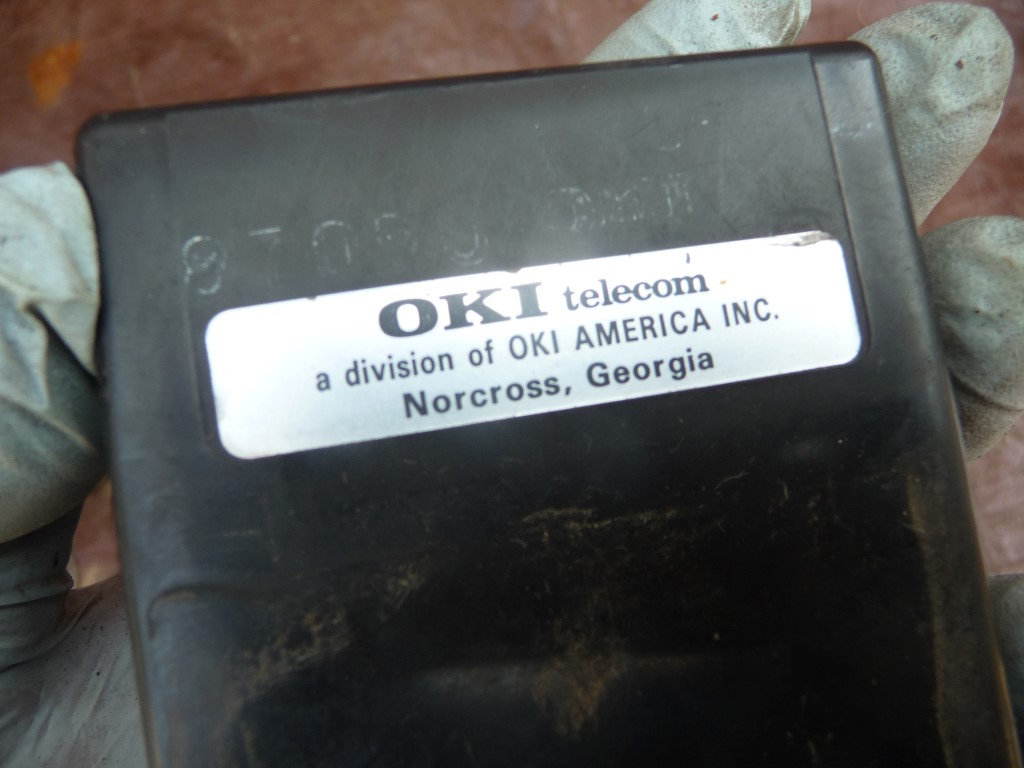 OKI telecom
a division of OKI AMERICA INC.
Norcross, Georgia